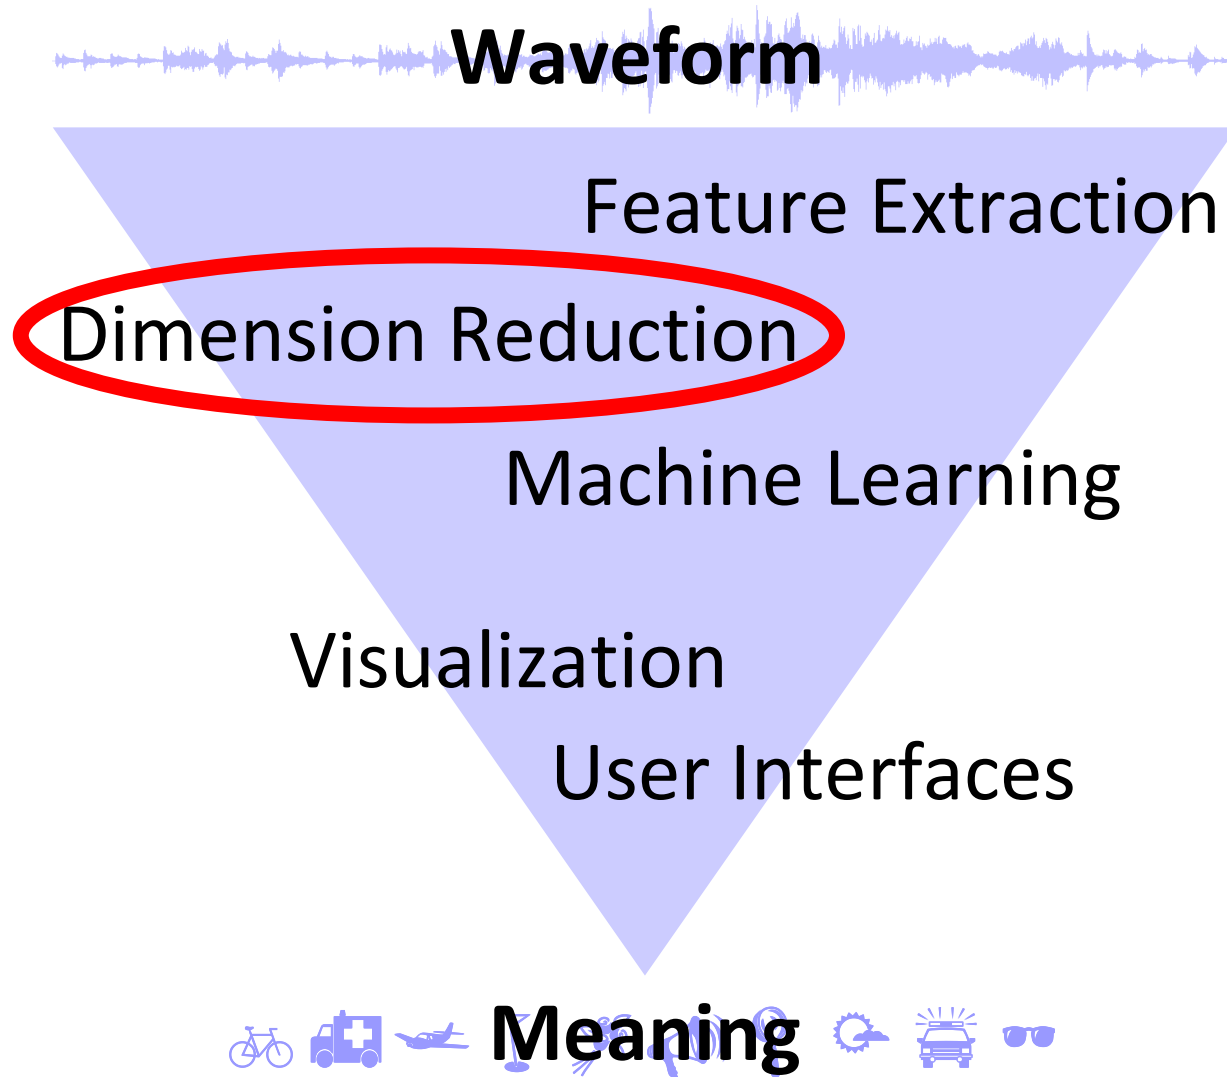 Waveform
Feature Extraction
Dimension Reduction
Machine Learning
Visualization
User Interfaces
Meaning